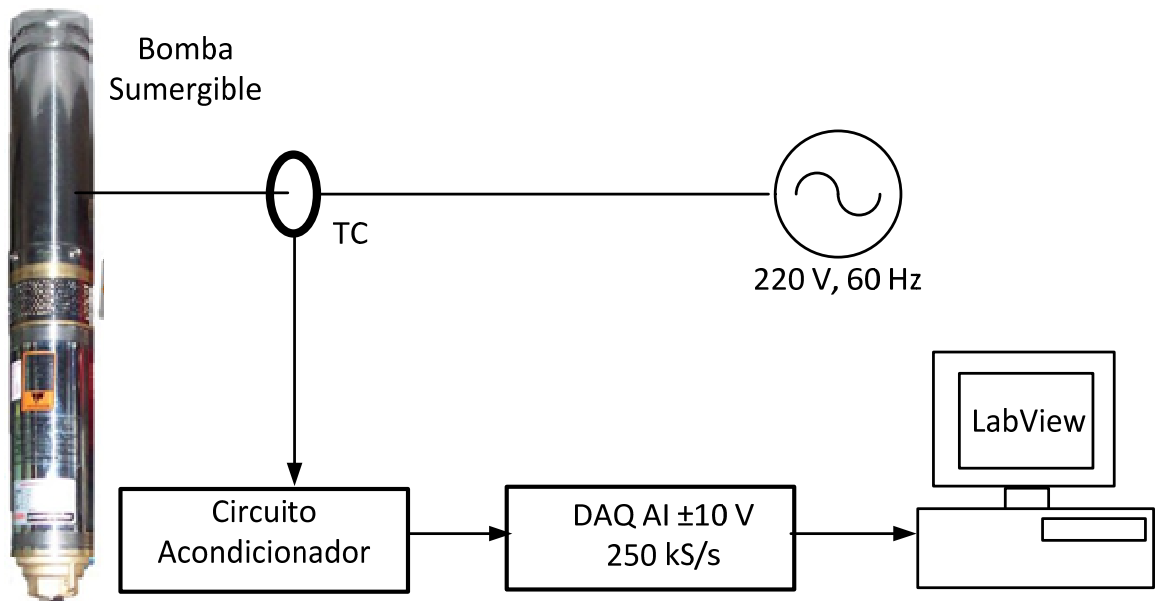 Bomba
Sumergible
TC
220 V, 60 Hz
LabView
Circuito
Acondicionador
DAQ AI ±10 V
250 kS/s